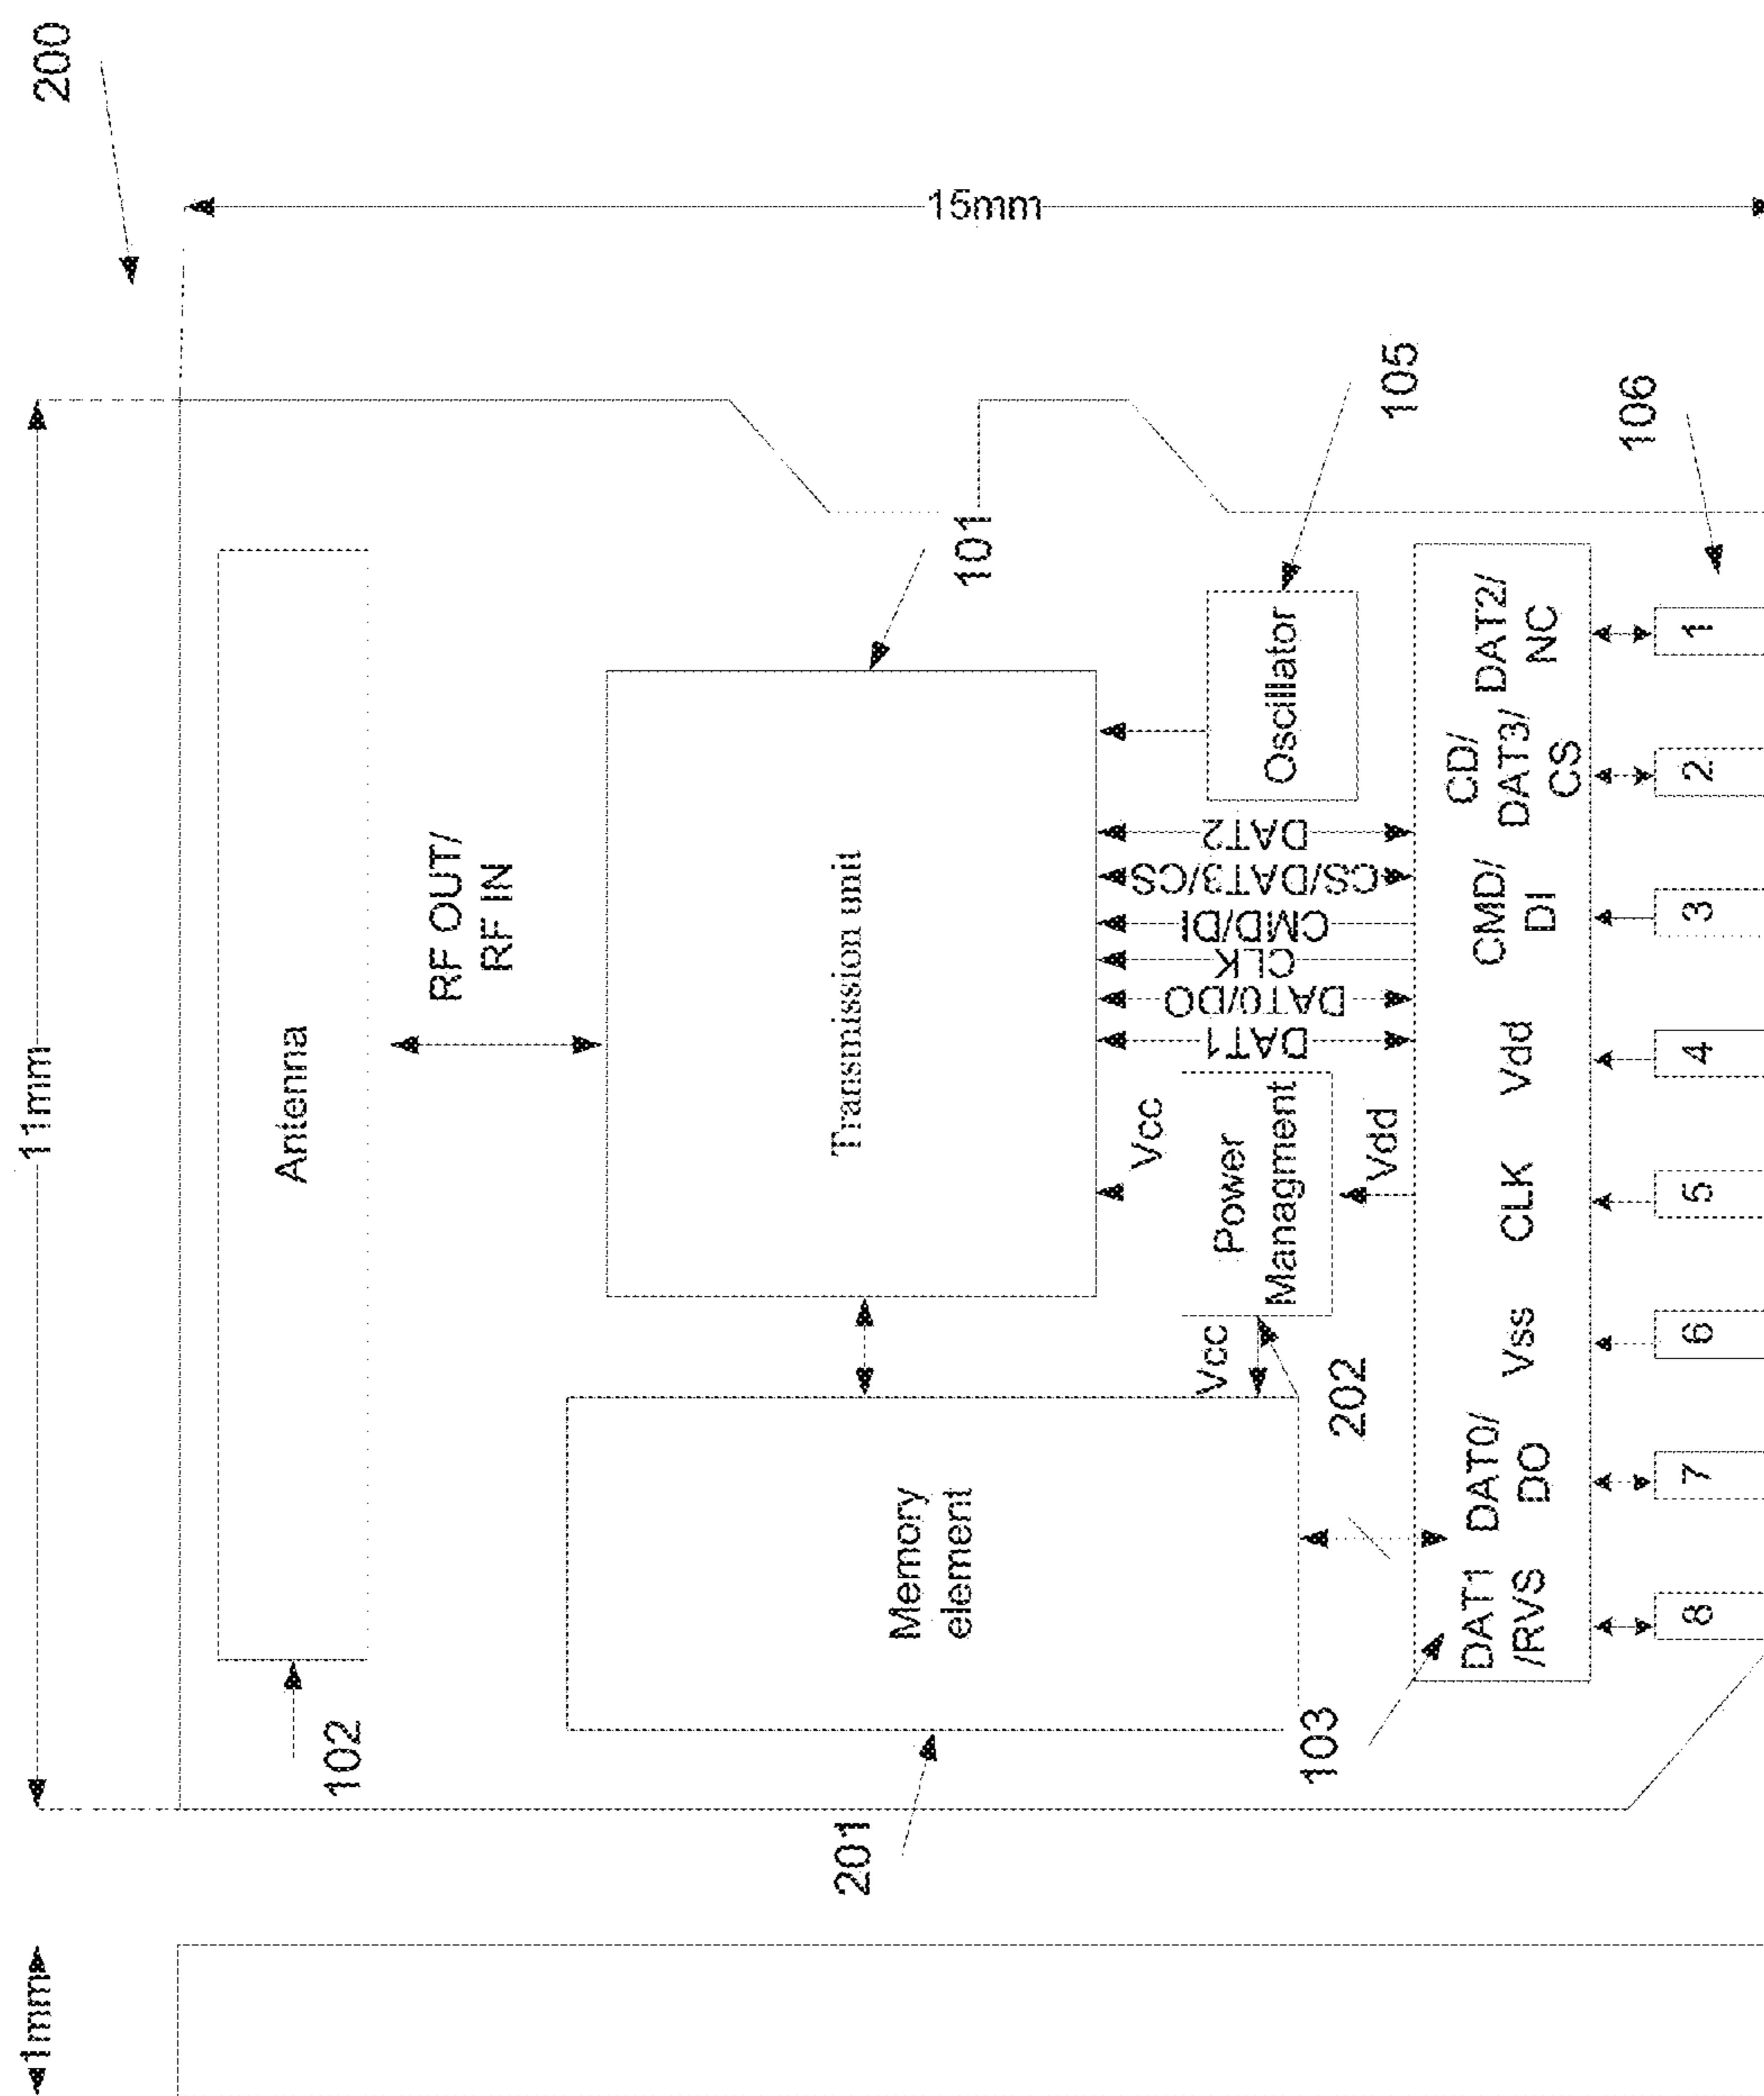 200
11mm
1mm
15mm
Antenna
102
RF OUT/
RF IN
Transmission unit
101
Memory
element
201
Oscillator
105
DAT2
CS/DAT3/CS
CMD/DI
CLK
DAT0/DO
DAT1
Vcc
Power
Managment
Vcc
Vdd
202
103
DAT1
/RVS
DAT0/
DO
Vss
CLK
Vdd
CMD/
DI
CD/
DAT3/
CS
DAT2/
NC
106
8
7
6
5
4
3
2
1